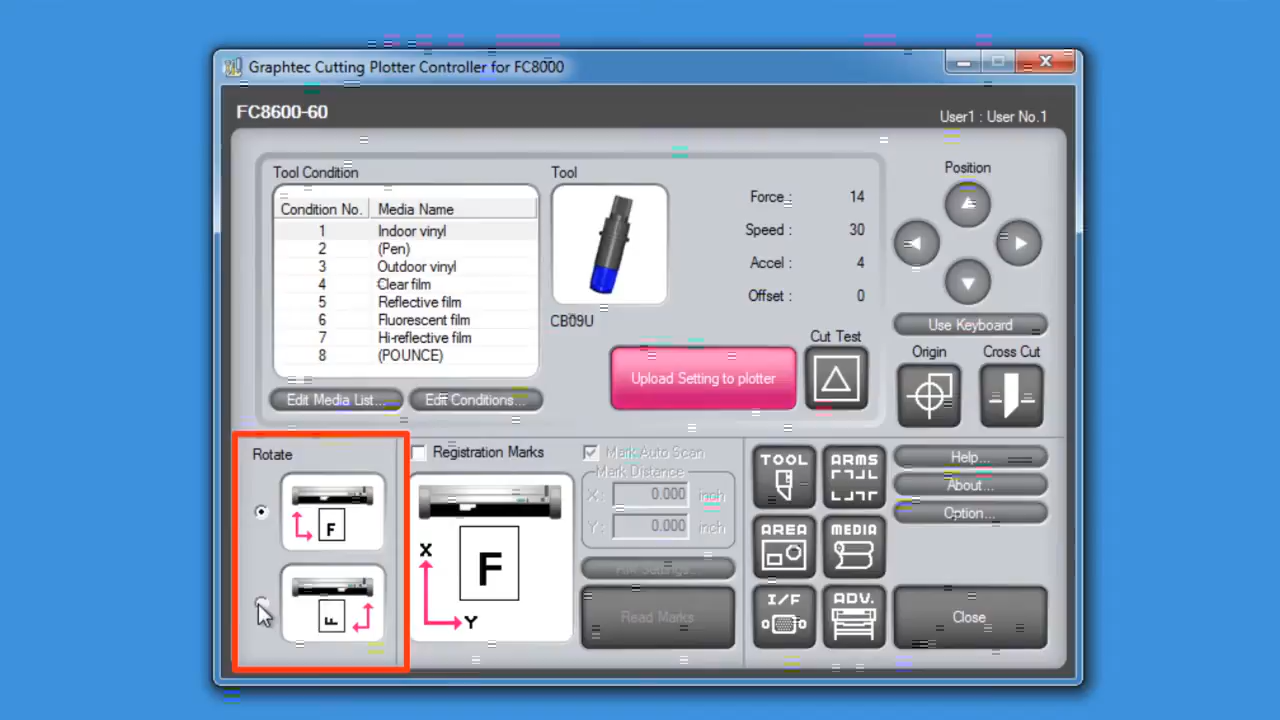 Graphtec Cutting Plotter Controller for FC8000
FC8600-60
User1 : User No.1
Tool Condition
Condition No. Media Name
1 Indoor vinyl
2 (Pen)
3 Outdoor vinyl
4 Clear film
5 Reflective film
6 Fluorescent film
7 Hi-reflective film
8 (POUNCE)
Edit Media List... Edit Conditions...
Tool
CB09U
Force : 14
Speed : 30
Accel : 4
Offset : 0
Upload Setting to plotter
Cut Test
Position
Use Keyboard
Origin Cross Cut
Rotate
F
F
Registration Marks
X
F
Y
Mark Auto Scan
Mark Distance
X : 0.000 inch
Y : 0.000 inch
Read Marks
TOOL ARMS
AREA MEDIA
I/F ADV.
Help...
About...
Option...
Close